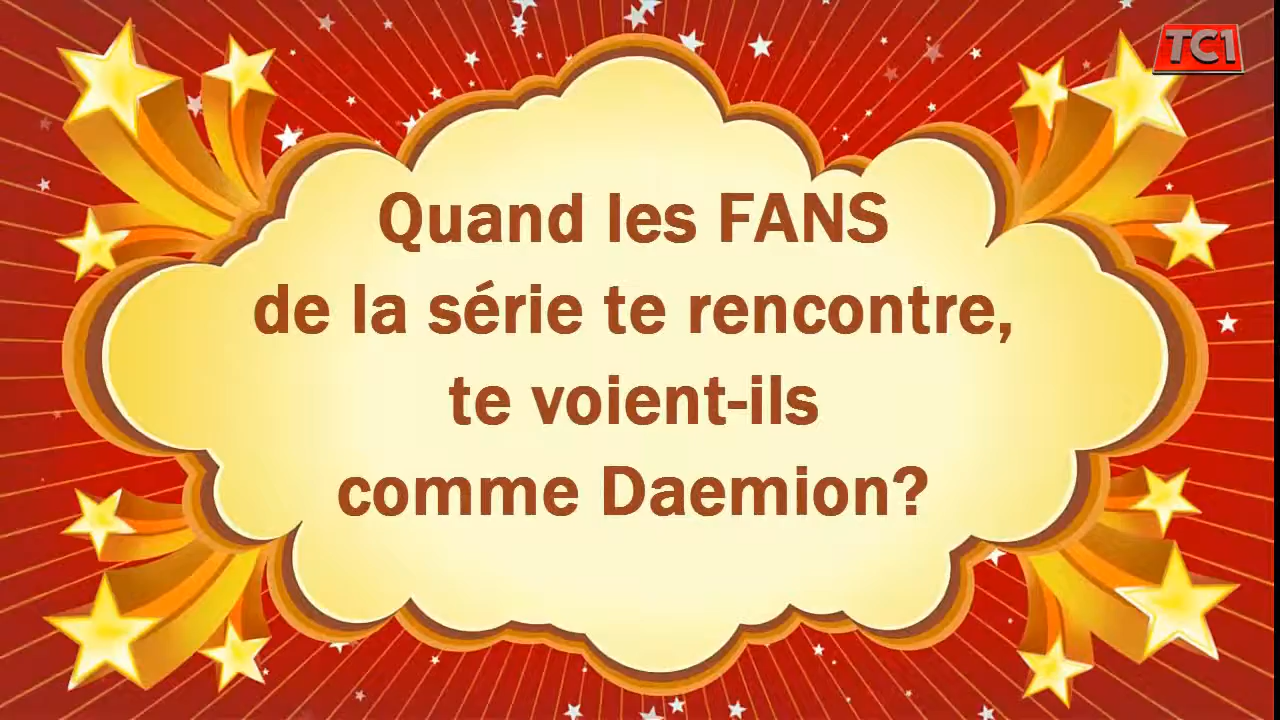 TC1
Quand les FANS
de la série te rencontre,
te voient-ils
comme Daemion?